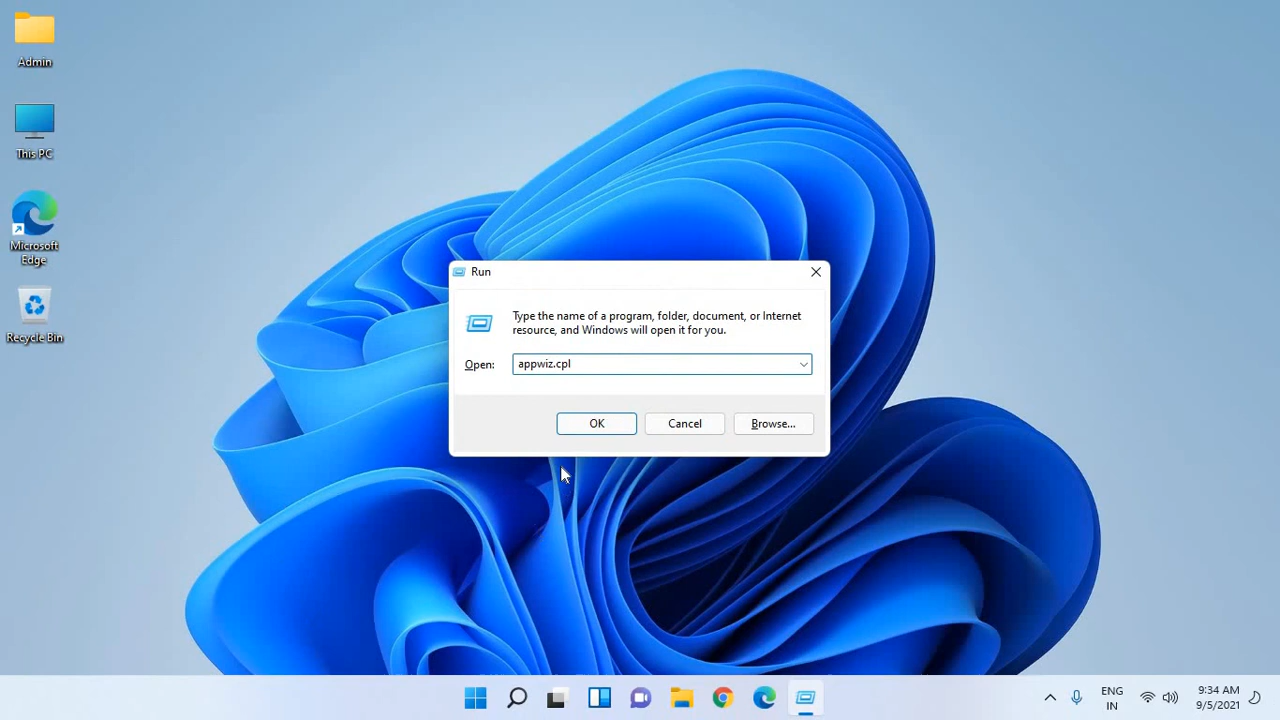 Admin
This PC
Microsoft
Edge
Recycle Bin
Run
Type the name of a program, folder, document, or Internet
resource, and Windows will open it for you.
Open:
appwiz.cpl
OK
Cancel
Browse...
ENG
IN
9:34 AM
9/5/2021